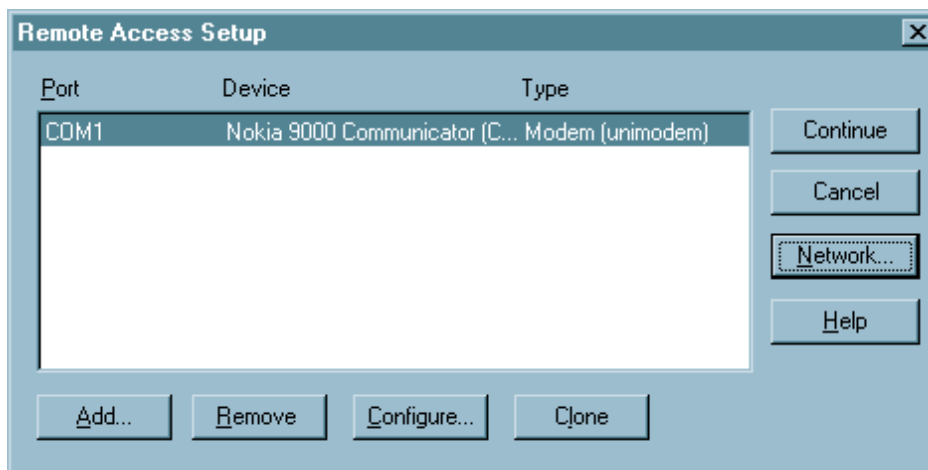 Remote Access Setup
Port Device Type
COM1 Nokia 9000 Communicator (C... Modem (unimodem)
Continue
Cancel
Network...
Help
Add... Remove Configure... Clone